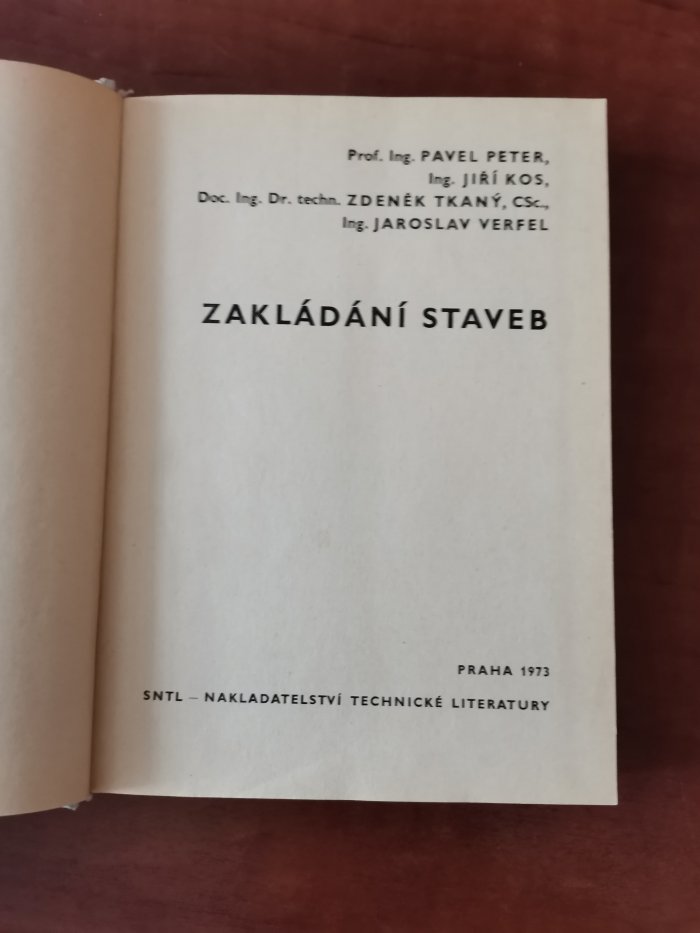 Prof. Ing. PAVEL PETER,
Ing. JIŘÍ KOS,
Doc. Ing. Dr. techn. ZDENĚK TKANÝ, CSc.,
Ing. JAROSLAV VERFEL
ZAKLÁDÁNÍ STAVEB
PRAHA 1973
SNTL – NAKLADATELSTVÍ TECHNICKÉ LITERATURY